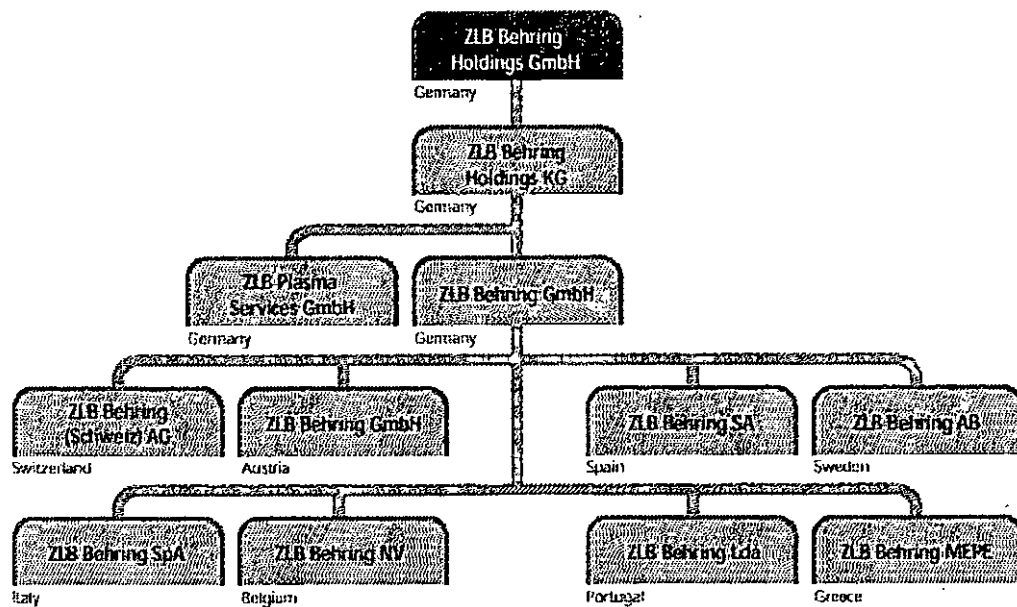 ZLB Behring
Holdings GmbH
Germany
ZLB Behring
Holdings KG
Germany
ZLB Plasma
Services GmbH
Germany
ZLB Behring GmbH
Germany
ZLB Behring
(Schweiz) AG
Switzerland
ZLB Behring GmbH
Austria
ZLB Behring SA
Spain
ZLB Behring AB
Sweden
ZLB Behring SpA
Italy
ZLB Behring NV
Belgium
ZLB Behring Lda
Portugal
ZLB Behring MEPE
Greece